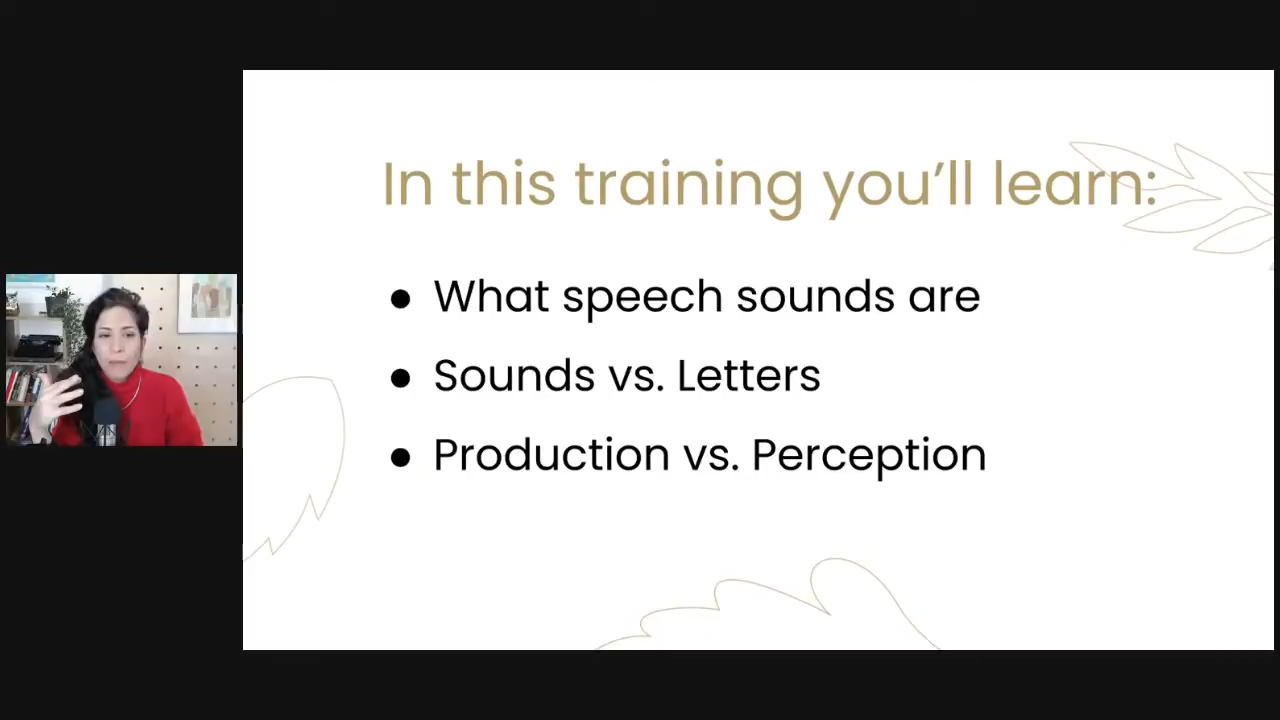 In this training you’ll learn:
● What speech sounds are
● Sounds vs. Letters
● Production vs. Perception